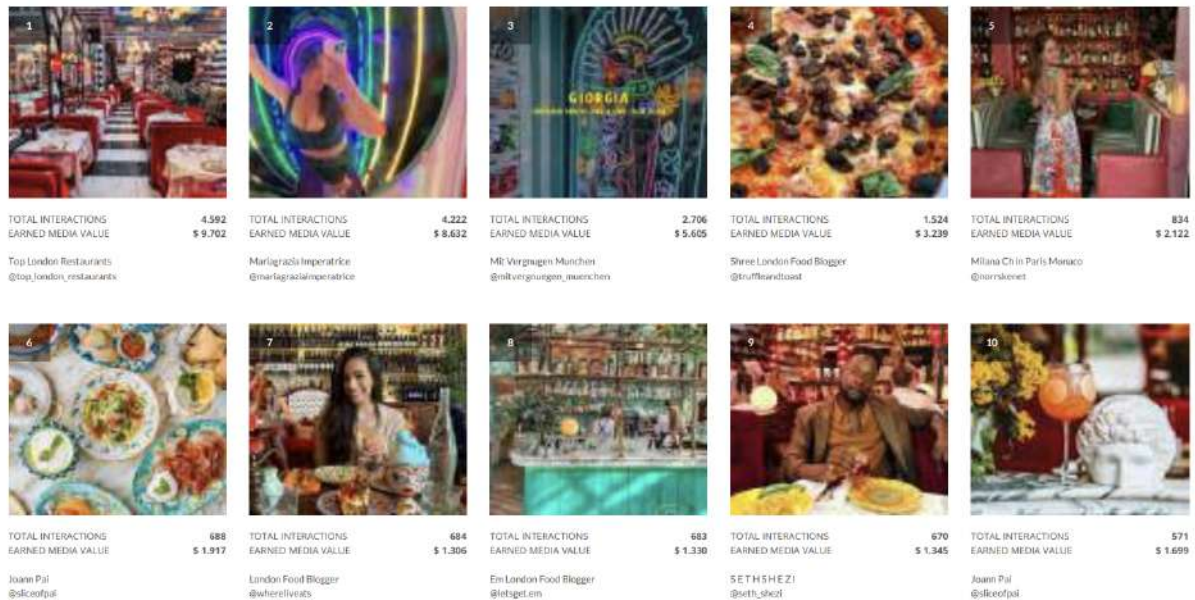 1
TOTAL INTERACTIONS 4.592
EARNED MEDIA VALUE $ 9.702
Top London Restaurants
@top_london_restaurants
2
TOTAL INTERACTIONS 4.222
EARNED MEDIA VALUE $ 8.632
Mariagrazia Imperatrice
@mariagraziaimperatrice
3
GIORGIA
TOTAL INTERACTIONS 2.706
EARNED MEDIA VALUE $ 5.605
Mit Vergnugen Munchen
@mitvergnuegen_muenchen
4
TOTAL INTERACTIONS 1.524
EARNED MEDIA VALUE $ 3.239
Shree London Food Blogger
@truffleandtoast
5
TOTAL INTERACTIONS 834
EARNED MEDIA VALUE $ 2.122
Milana Ch in Paris Monaco
@norrskenet
6
TOTAL INTERACTIONS 688
EARNED MEDIA VALUE $ 1.917
Joann Pai
@sliceofpai
7
TOTAL INTERACTIONS 684
EARNED MEDIA VALUE $ 1.306
London Food Blogger
@whereliveats
8
TOTAL INTERACTIONS 683
EARNED MEDIA VALUE $ 1.330
Em London Food Blogger
@letsget.em
9
TOTAL INTERACTIONS 670
EARNED MEDIA VALUE $ 1.345
S E T H S H E Z I
@seth_shezi
10
TOTAL INTERACTIONS 571
EARNED MEDIA VALUE $ 1.699
Joann Pai
@sliceofpai